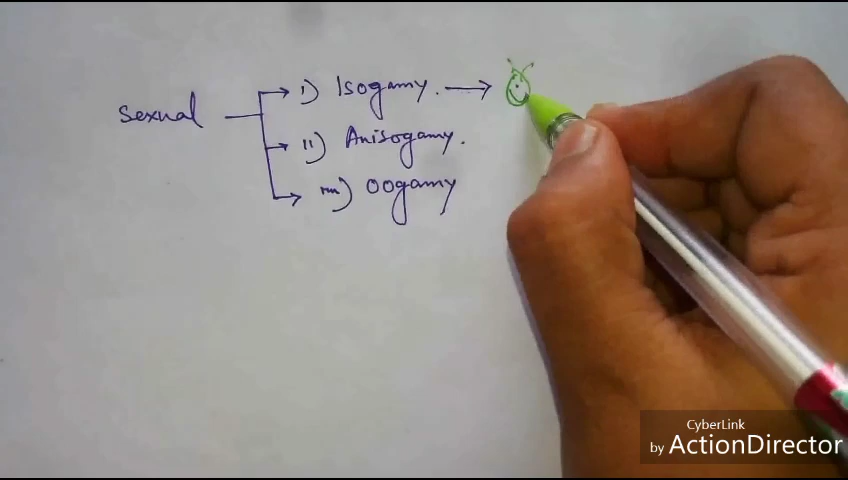 sexual
i) Isogamy.
ii) Anisogamy.
iii) Oogamy
CyberLink
by ActionDirector